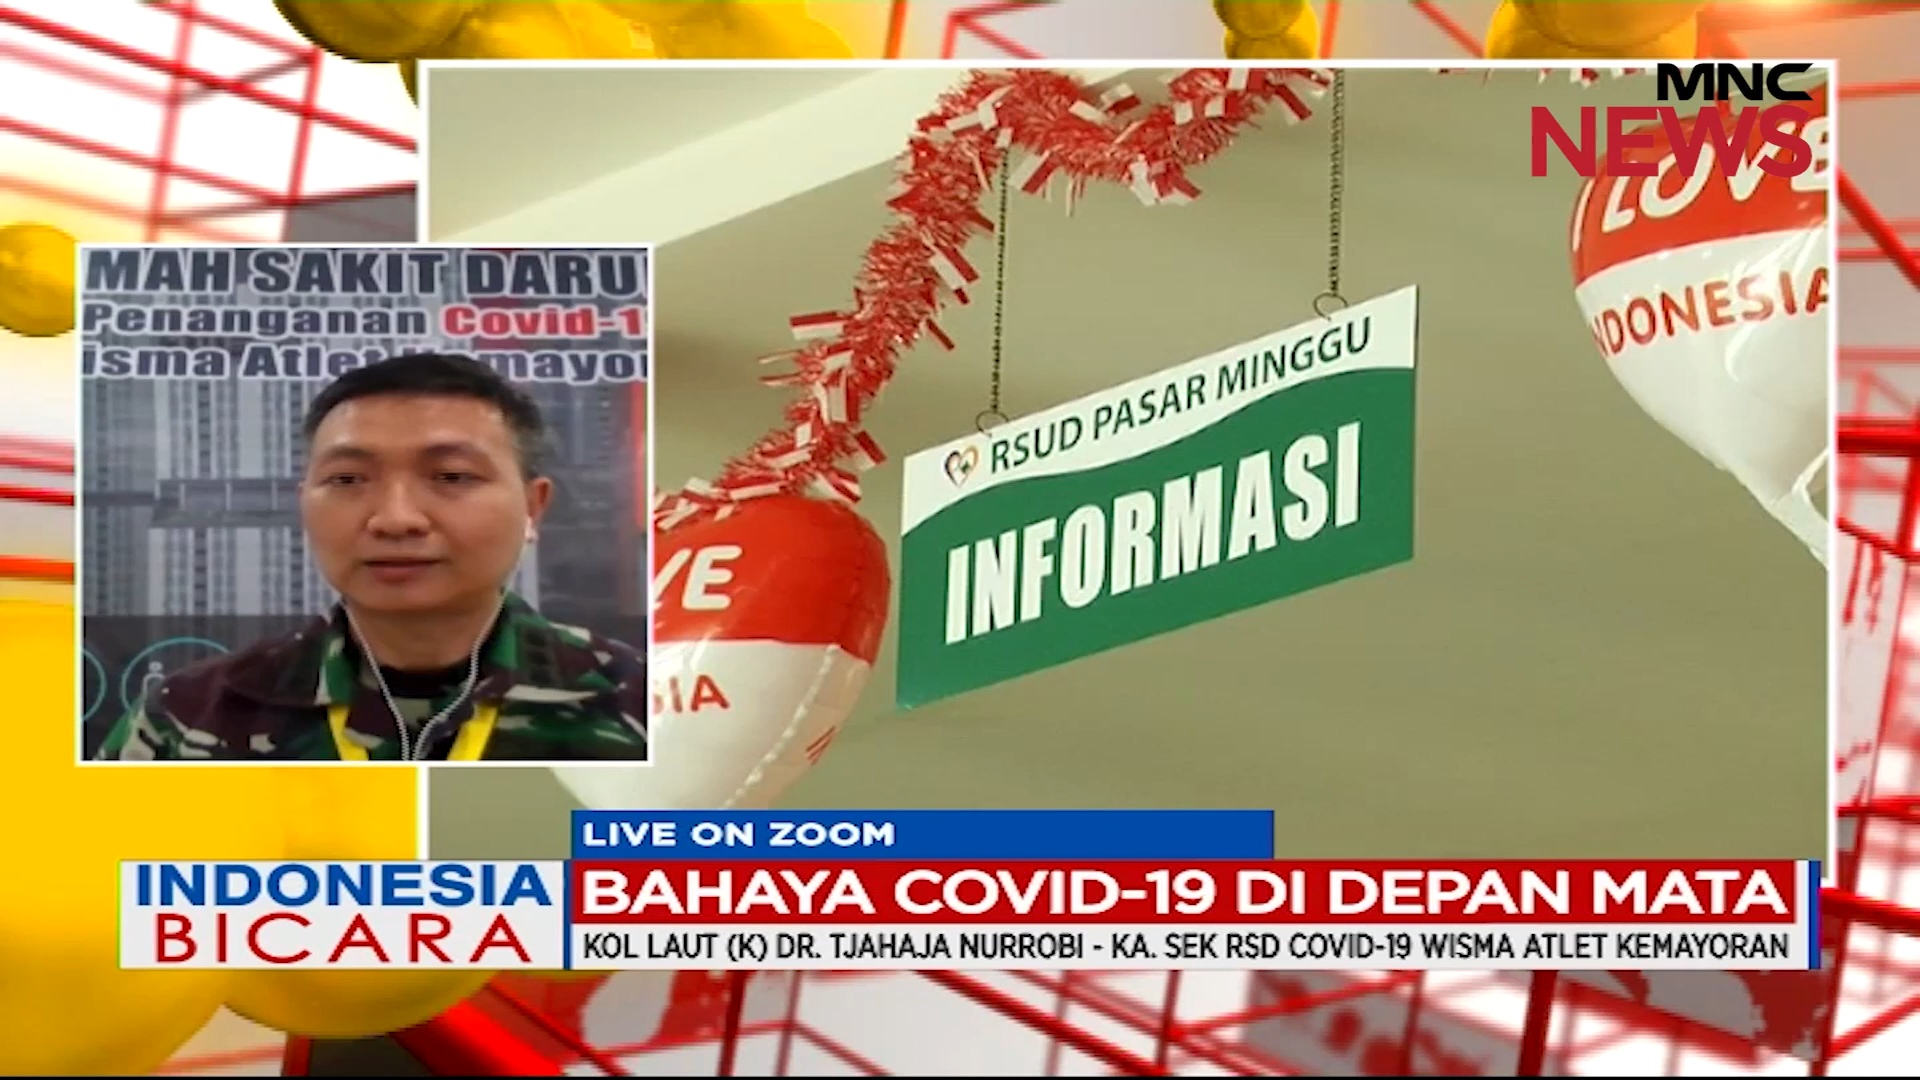 MNC
NEWS
I LOVE
INDONESIA
RSUD PASAR MINGGU
INFORMASI
MAH SAKIT DARU
Penanganan Covid-19
isma Atlet Kemayo
VE
SIA
LIVE ON ZOOM
INDONESIA
BICARA
BAHAYA COVID-19 DI DEPAN MATA
KOL LAUT (K) DR. TJAHAJA NURROBI - KA. SEK RSD COVID-19 WISMA ATLET KEMAYORAN